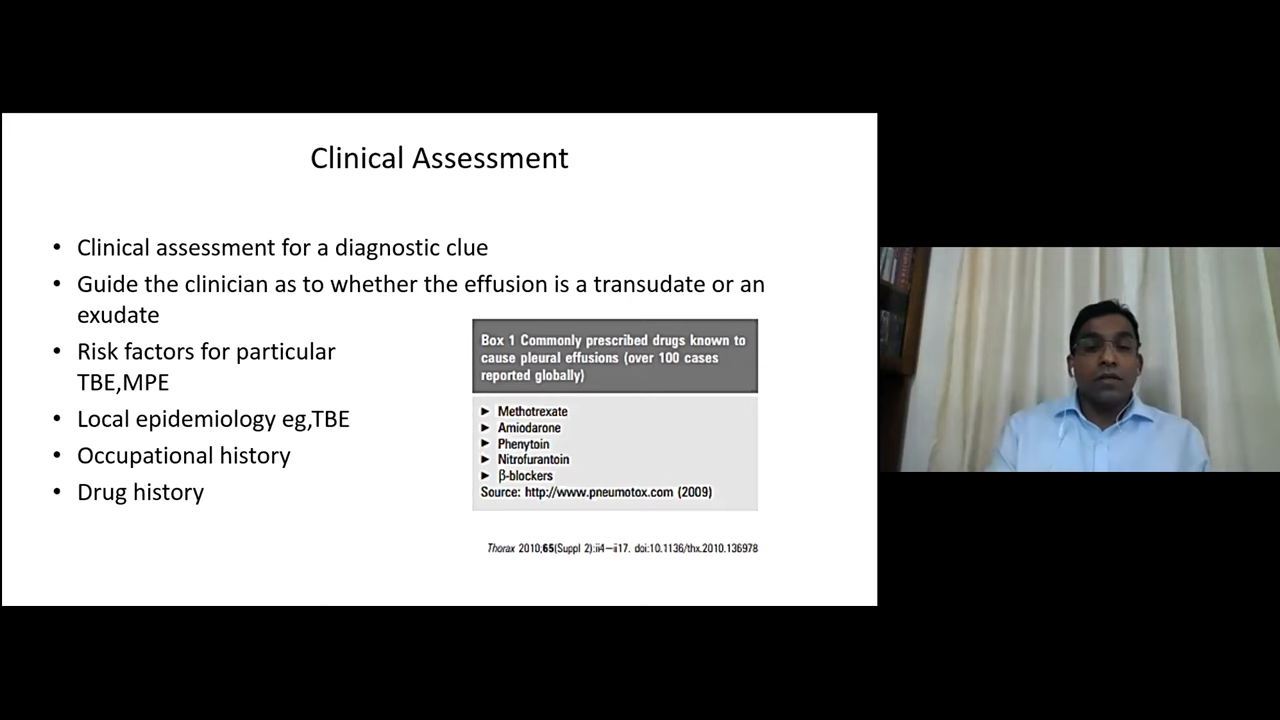 Clinical Assessment
• Clinical assessment for a diagnostic clue
• Guide the clinician as to whether the effusion is a transudate or an
exudate
• Risk factors for particular
TBE,MPE
• Local epidemiology eg,TBE
• Occupational history
• Drug history
Box 1 Commonly prescribed drugs known to
cause pleural effusions (over 100 cases
reported globally)
► Methotrexate
► Amiodarone
► Phenytoin
► Nitrofurantoin
► β-blockers
Source: http://www.pneumotox.com (2009)
Thorax 2010;65(Suppl 2):ii4–ii17. doi:10.1136/thx.2010.136978